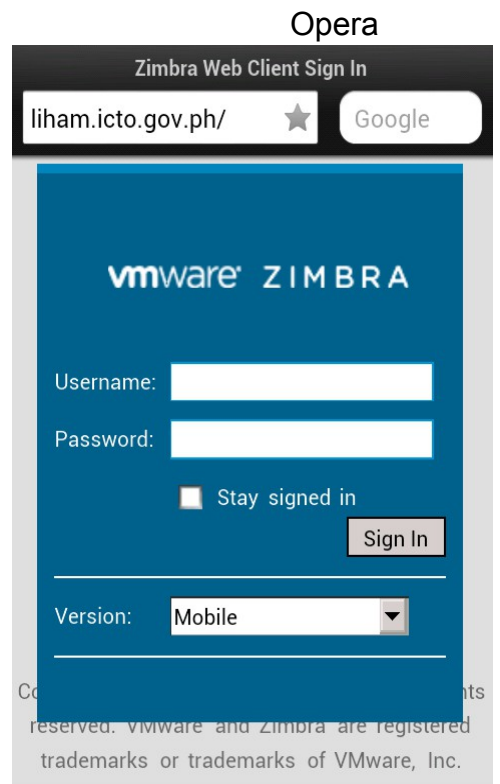 Opera
Zimbra Web Client Sign In
liham.icto.gov.ph/ Google
vmware ZIMBRA
Username:
Password:
Stay signed in
Sign In
Version: Mobile
reserved. VMware and Zimbra are registered
trademarks or trademarks of VMware, Inc.